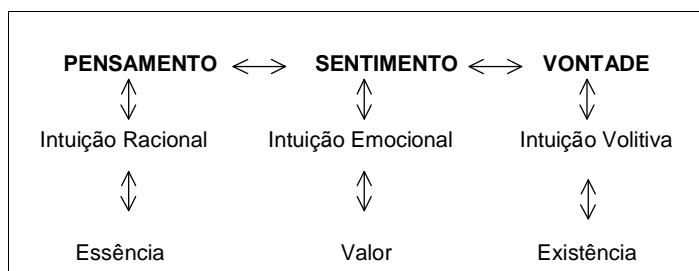 PENSAMENTO SENTIMENTO VONTADE
Intuição Racional Intuição Emocional Intuição Volitiva
Essência Valor Existência